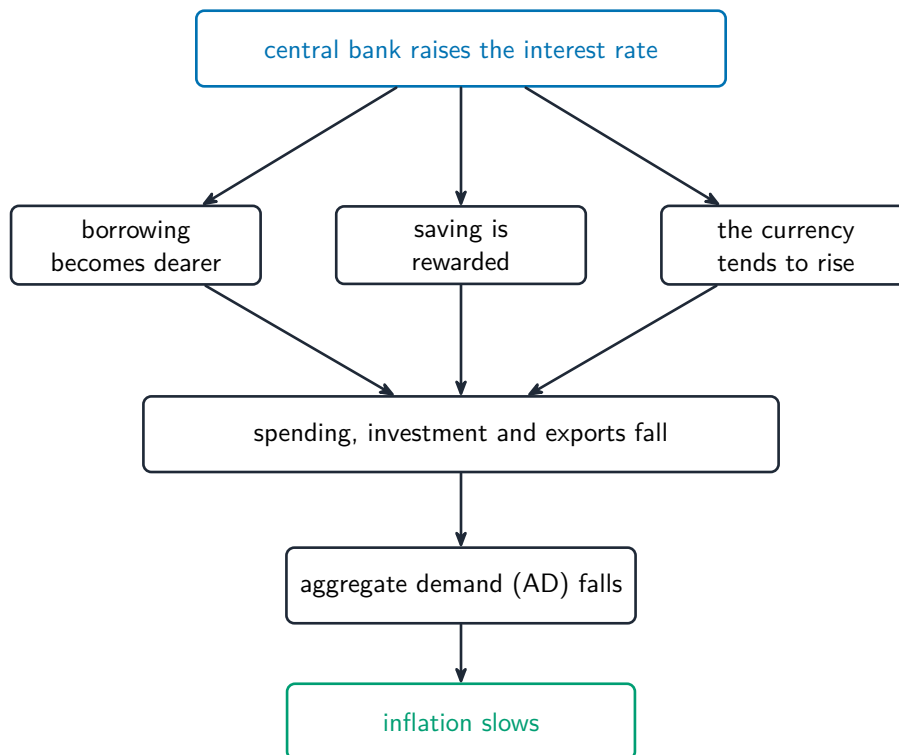 central bank raises the interest rate
borrowing
becomes dearer
saving is
rewarded
the currency
tends to rise
spending, investment and exports fall
aggregate demand (AD) falls
inflation slows